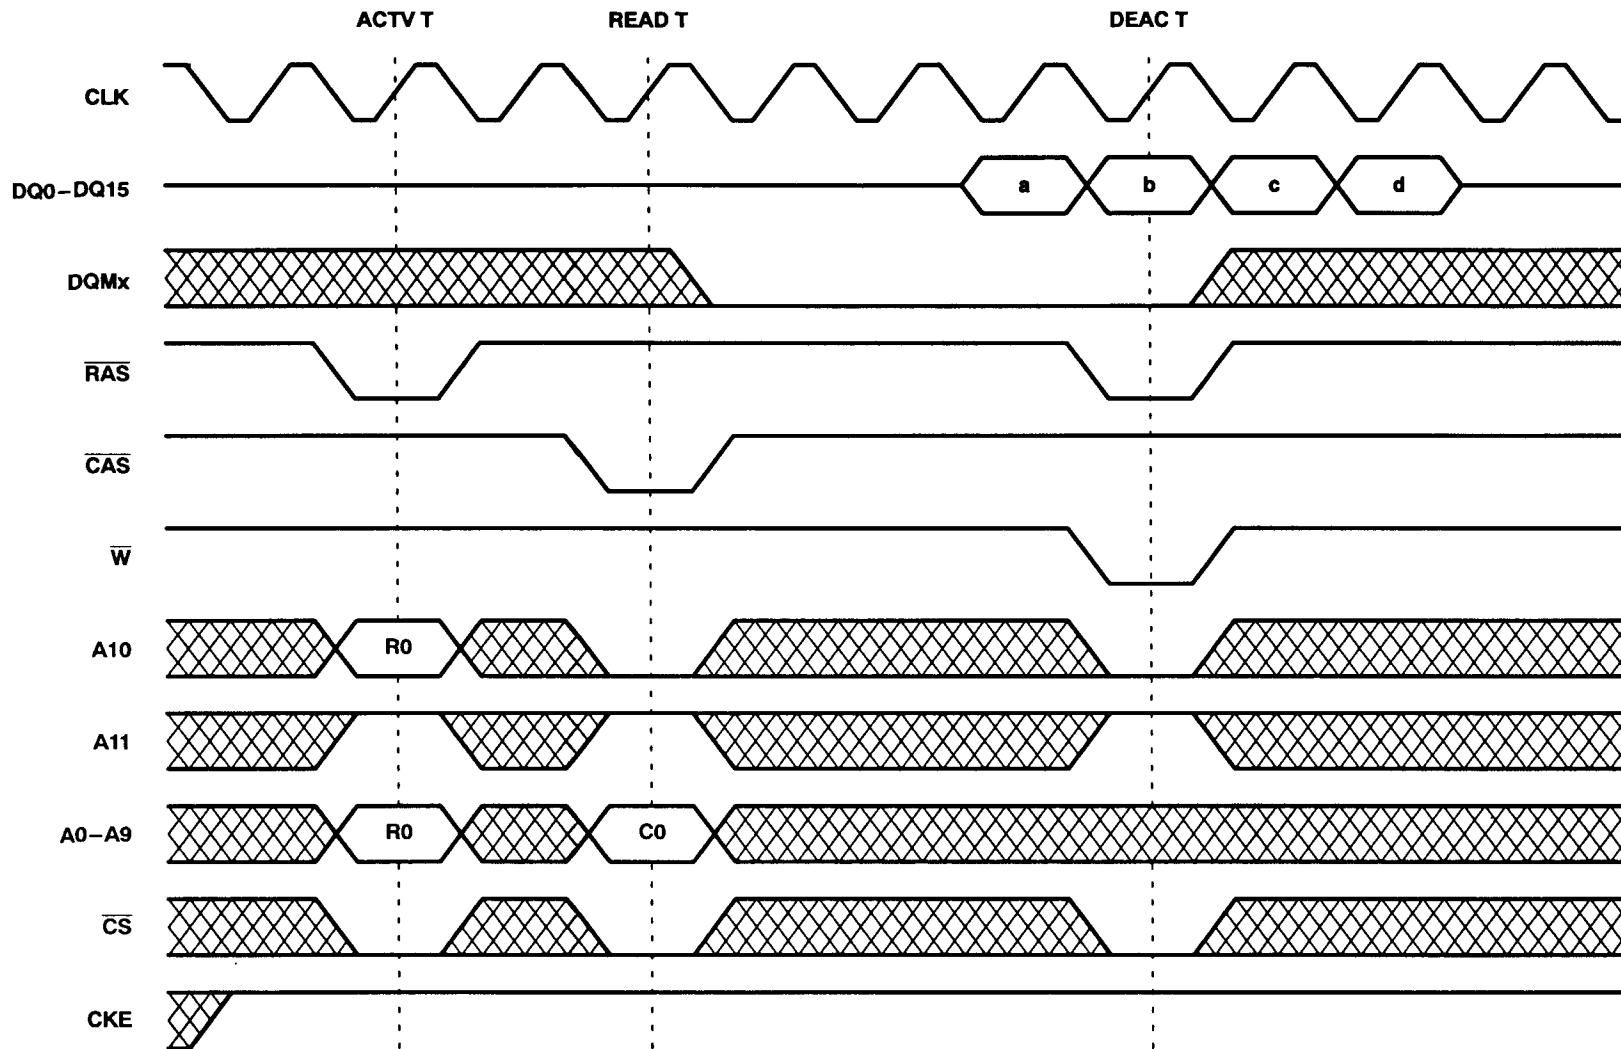 ACTV T READ T DEAC T
CLK
DQ0–DQ15 a b c d
DQMx
RAS
CAS
W
A10 R0
A11
A0–A9 R0 C0
CS
CKE